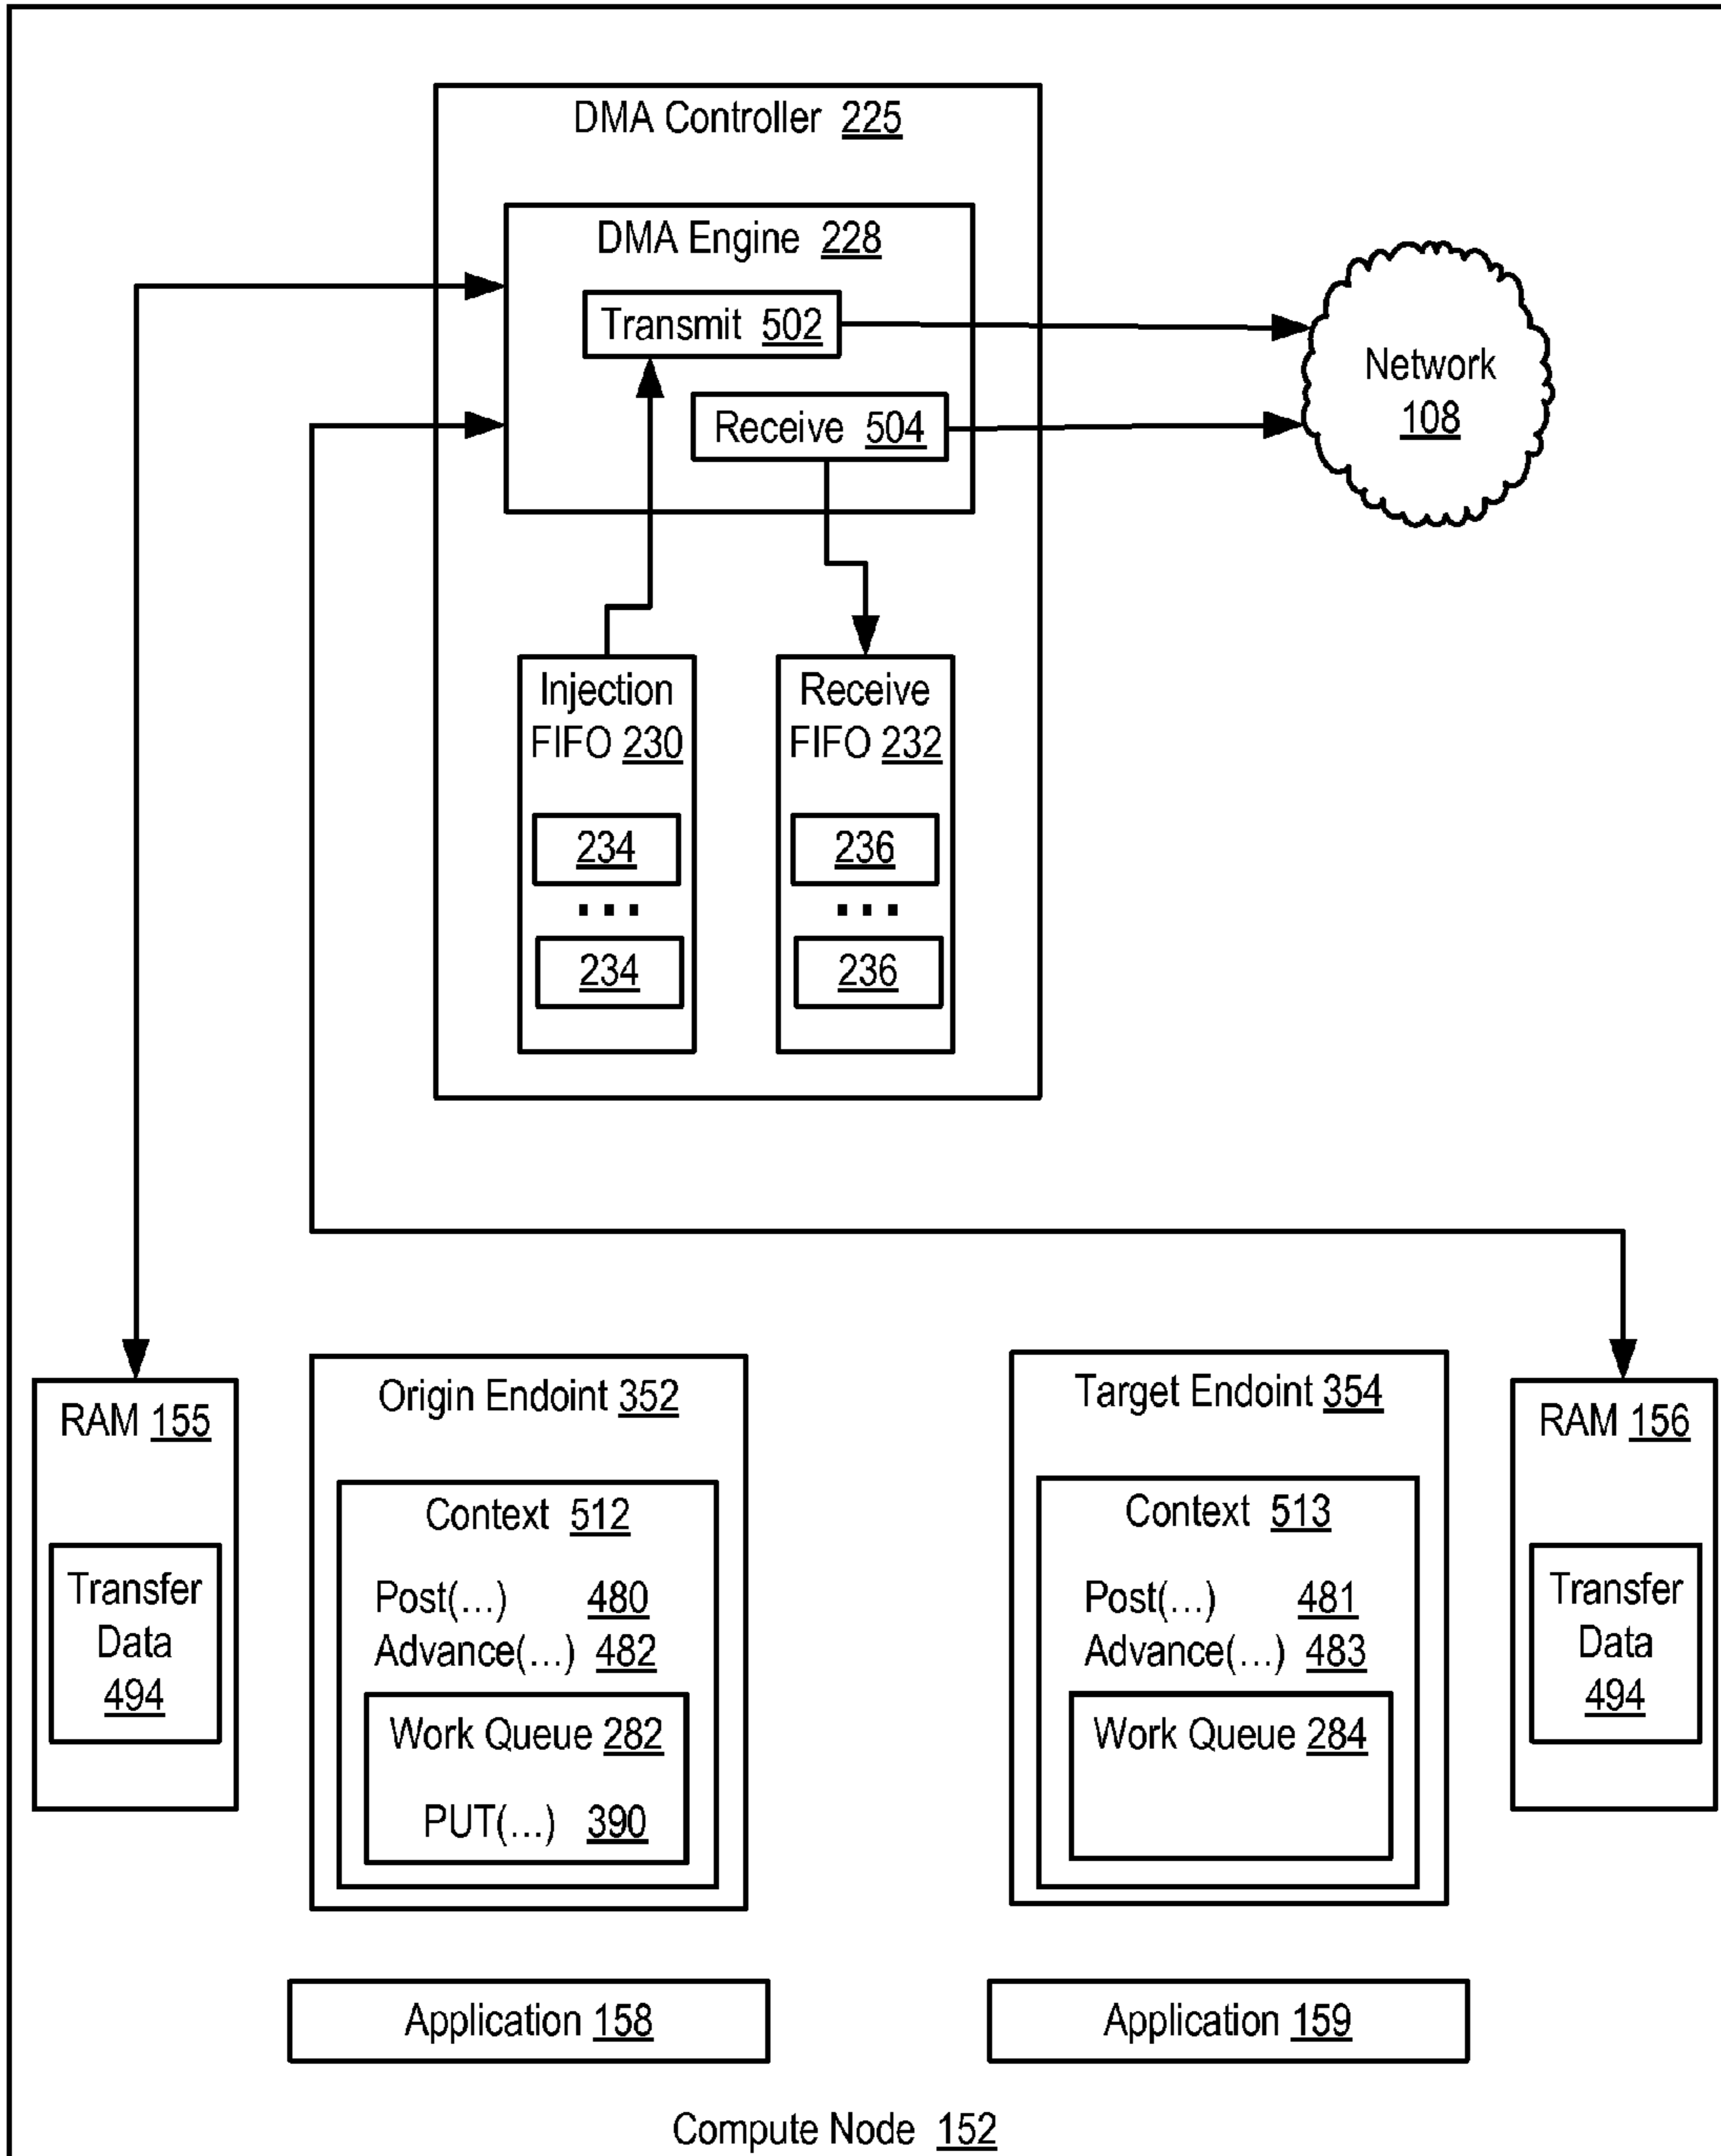 DMA Controller 225
DMA Engine 228
Transmit 502
Receive 504
Network
108
Injection
FIFO 230
234
...
234
Receive
FIFO 232
236
...
236
RAM 155
Transfer
Data
494
Origin Endoint 352
Context 512
Post(...) 480
Advance(...) 482
Work Queue 282
PUT(...) 390
Target Endoint 354
Context 513
Post(...) 481
Advance(...) 483
Work Queue 284
RAM 156
Transfer
Data
494
Application 158
Application 159
Compute Node 152